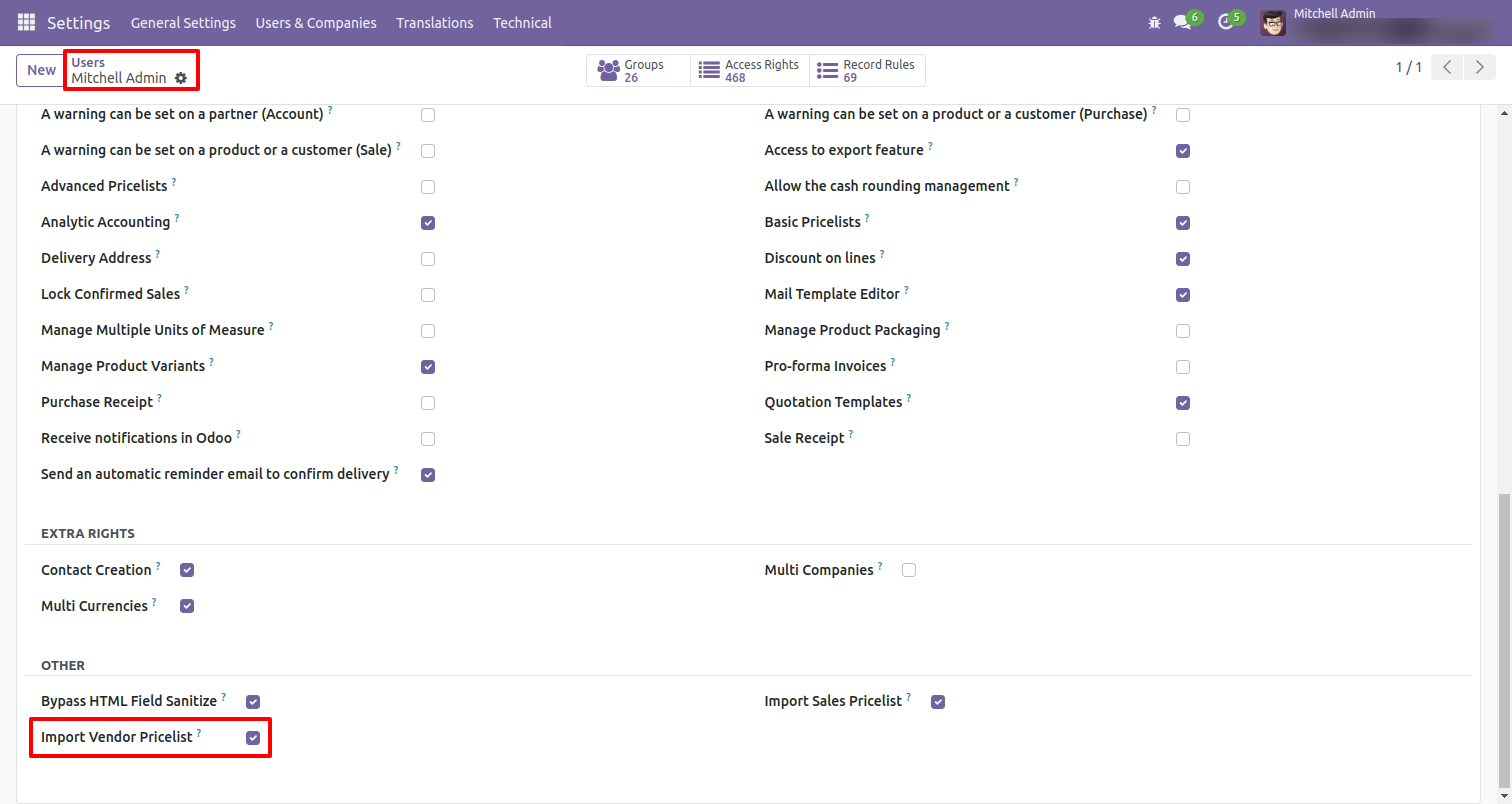 Settings General Settings Users & Companies Translations Technical 6 5 Mitchell Admin
New Users Groups Access Rights Record Rules 1 / 1
Mitchell Admin 26 468 69
A warning can be set on a partner (Account) ? A warning can be set on a product or a customer (Purchase) ?
A warning can be set on a product or a customer (Sale) ? Access to export feature ?
Advanced Pricelists ? Allow the cash rounding management ?
Analytic Accounting ? Basic Pricelists ?
Delivery Address ? Discount on lines ?
Lock Confirmed Sales ? Mail Template Editor ?
Manage Multiple Units of Measure ? Manage Product Packaging ?
Manage Product Variants ? Pro-forma Invoices ?
Purchase Receipt ? Quotation Templates ?
Receive notifications in Odoo ? Sale Receipt ?
Send an automatic reminder email to confirm delivery ?
EXTRA RIGHTS
Contact Creation ? Multi Companies ?
Multi Currencies ?
OTHER
Bypass HTML Field Sanitize ? Import Sales Pricelist ?
Import Vendor Pricelist ?